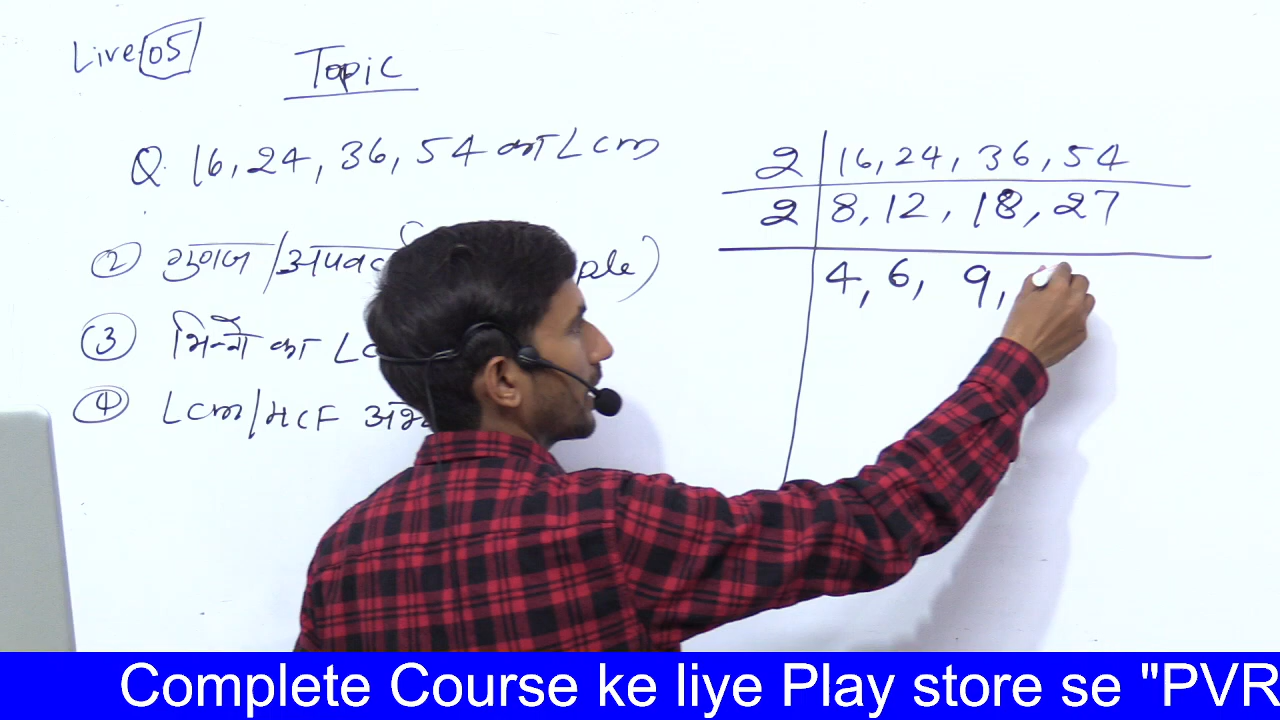 Live 05
Topic
Q. 16, 24, 36, 54 का Lcm
② गुणज / ple)
③ भिन्नों का
④ Lcm/HCF
2 16, 24, 36, 54
2 8, 12, 18, 27
4, 6, 9,
Complete Course ke liye Play store se "PVR